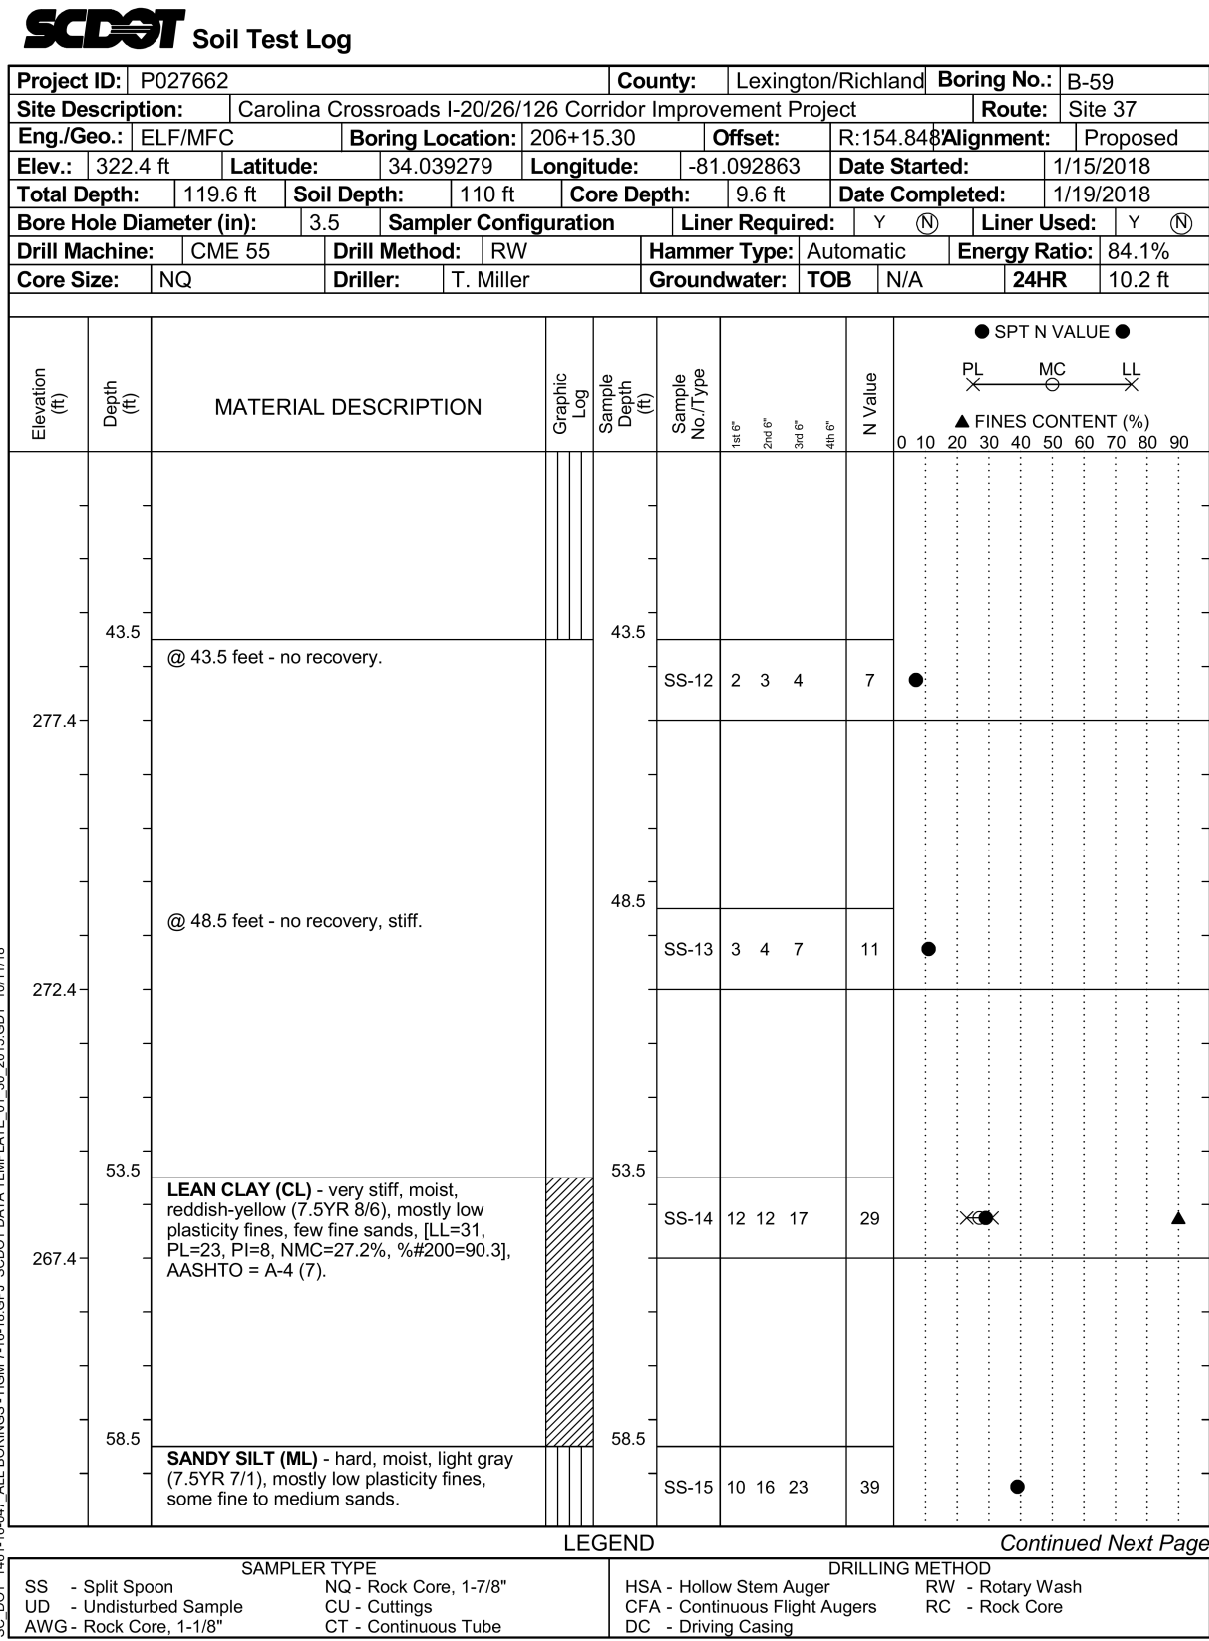 SCDOT Soil Test Log
Project ID: P027662 County: Lexington/Richland Boring No.: B-59
Site Description: Carolina Crossroads I-20/26/126 Corridor Improvement Project Route: Site 37
Eng./Geo.: ELF/MFC Boring Location: 206+15.30 Offset: R:154.848' Alignment: Proposed
Elev.: 322.4 ft Latitude: 34.039279 Longitude: -81.092863 Date Started: 1/15/2018
Total Depth: 119.6 ft Soil Depth: 110 ft Core Depth: 9.6 ft Date Completed: 1/19/2018
Bore Hole Diameter (in): 3.5 Sampler Configuration Liner Required: Y N Liner Used: Y N
Drill Machine: CME 55 Drill Method: RW Hammer Type: Automatic Energy Ratio: 84.1%
Core Size: NQ Driller: T. Miller Groundwater: TOB N/A 24HR 10.2 ft
Elevation (ft)
Depth (ft)
MATERIAL DESCRIPTION
Graphic Log
Sample Depth (ft)
Sample No./Type
1st 6"
2nd 6"
3rd 6"
4th 6"
N Value
SPT N VALUE
PL MC LL
FINES CONTENT (%)
0 10 20 30 40 50 60 70 80 90
43.5 43.5
@ 43.5 feet - no recovery.
SS-12 2 3 4 7
277.4
48.5
@ 48.5 feet - no recovery, stiff.
SS-13 3 4 7 11
272.4
53.5 53.5
LEAN CLAY (CL) - very stiff, moist,
reddish-yellow (7.5YR 8/6), mostly low
plasticity fines, few fine sands, [LL=31,
PL=23, PI=8, NMC=27.2%, %#200=90.3],
AASHTO = A-4 (7).
SS-14 12 12 17 29
267.4
58.5 58.5
SANDY SILT (ML) - hard, moist, light gray
(7.5YR 7/1), mostly low plasticity fines,
some fine to medium sands.
SS-15 10 16 23 39
LEGEND Continued Next Page
SAMPLER TYPE DRILLING METHOD
SS - Split Spoon NQ - Rock Core, 1-7/8" HSA - Hollow Stem Auger RW - Rotary Wash
UD - Undisturbed Sample CU - Cuttings CFA - Continuous Flight Augers RC - Rock Core
AWG - Rock Core, 1-1/8" CT - Continuous Tube DC - Driving Casing